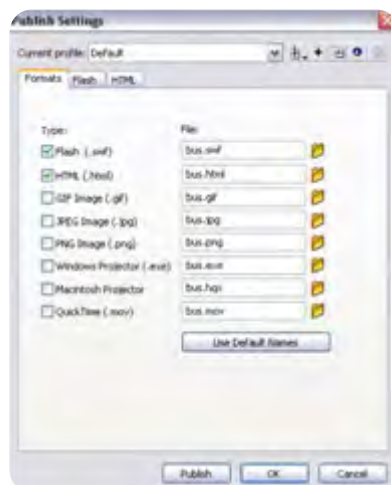 Publish Settings
Current profile: Default
Formats Flash HTML
Type: File:
Flash (.swf) bus.swf
HTML (.html) bus.html
GIF Image (.gif) bus.gif
JPEG Image (.jpg) bus.jpg
PNG Image (.png) bus.png
Windows Projector (.exe) bus.exe
Macintosh Projector bus.hqx
QuickTime (.mov) bus.mov
Use Default Names
Publish OK Cancel